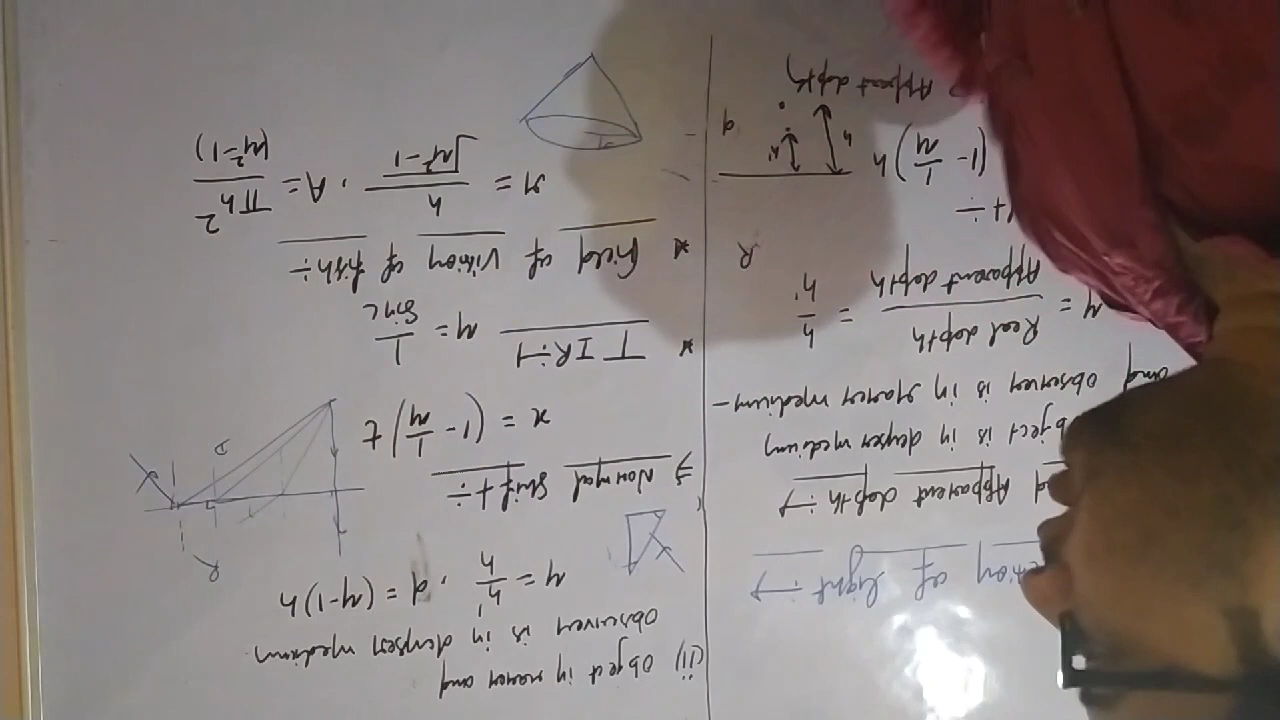 of light :→
Apparent depth :→
object is in denser medium
and observer is in rarer medium –
μ = Real depth / Apparent depth = h / h'
R
(1 - 1/μ) h
h' h
d
Apparent depth)
(ii) Object in rarer and
observer is in denser medium
μ = h' / h , d = (μ-1) h
⇒ Normal shift :-
x = (1 - 1/μ) t
R
D
* TIR :→ μ = 1 / sin c
* field of vision of fish :-
r = h / √μ²-1 , A = πh² / (μ²-1)
r